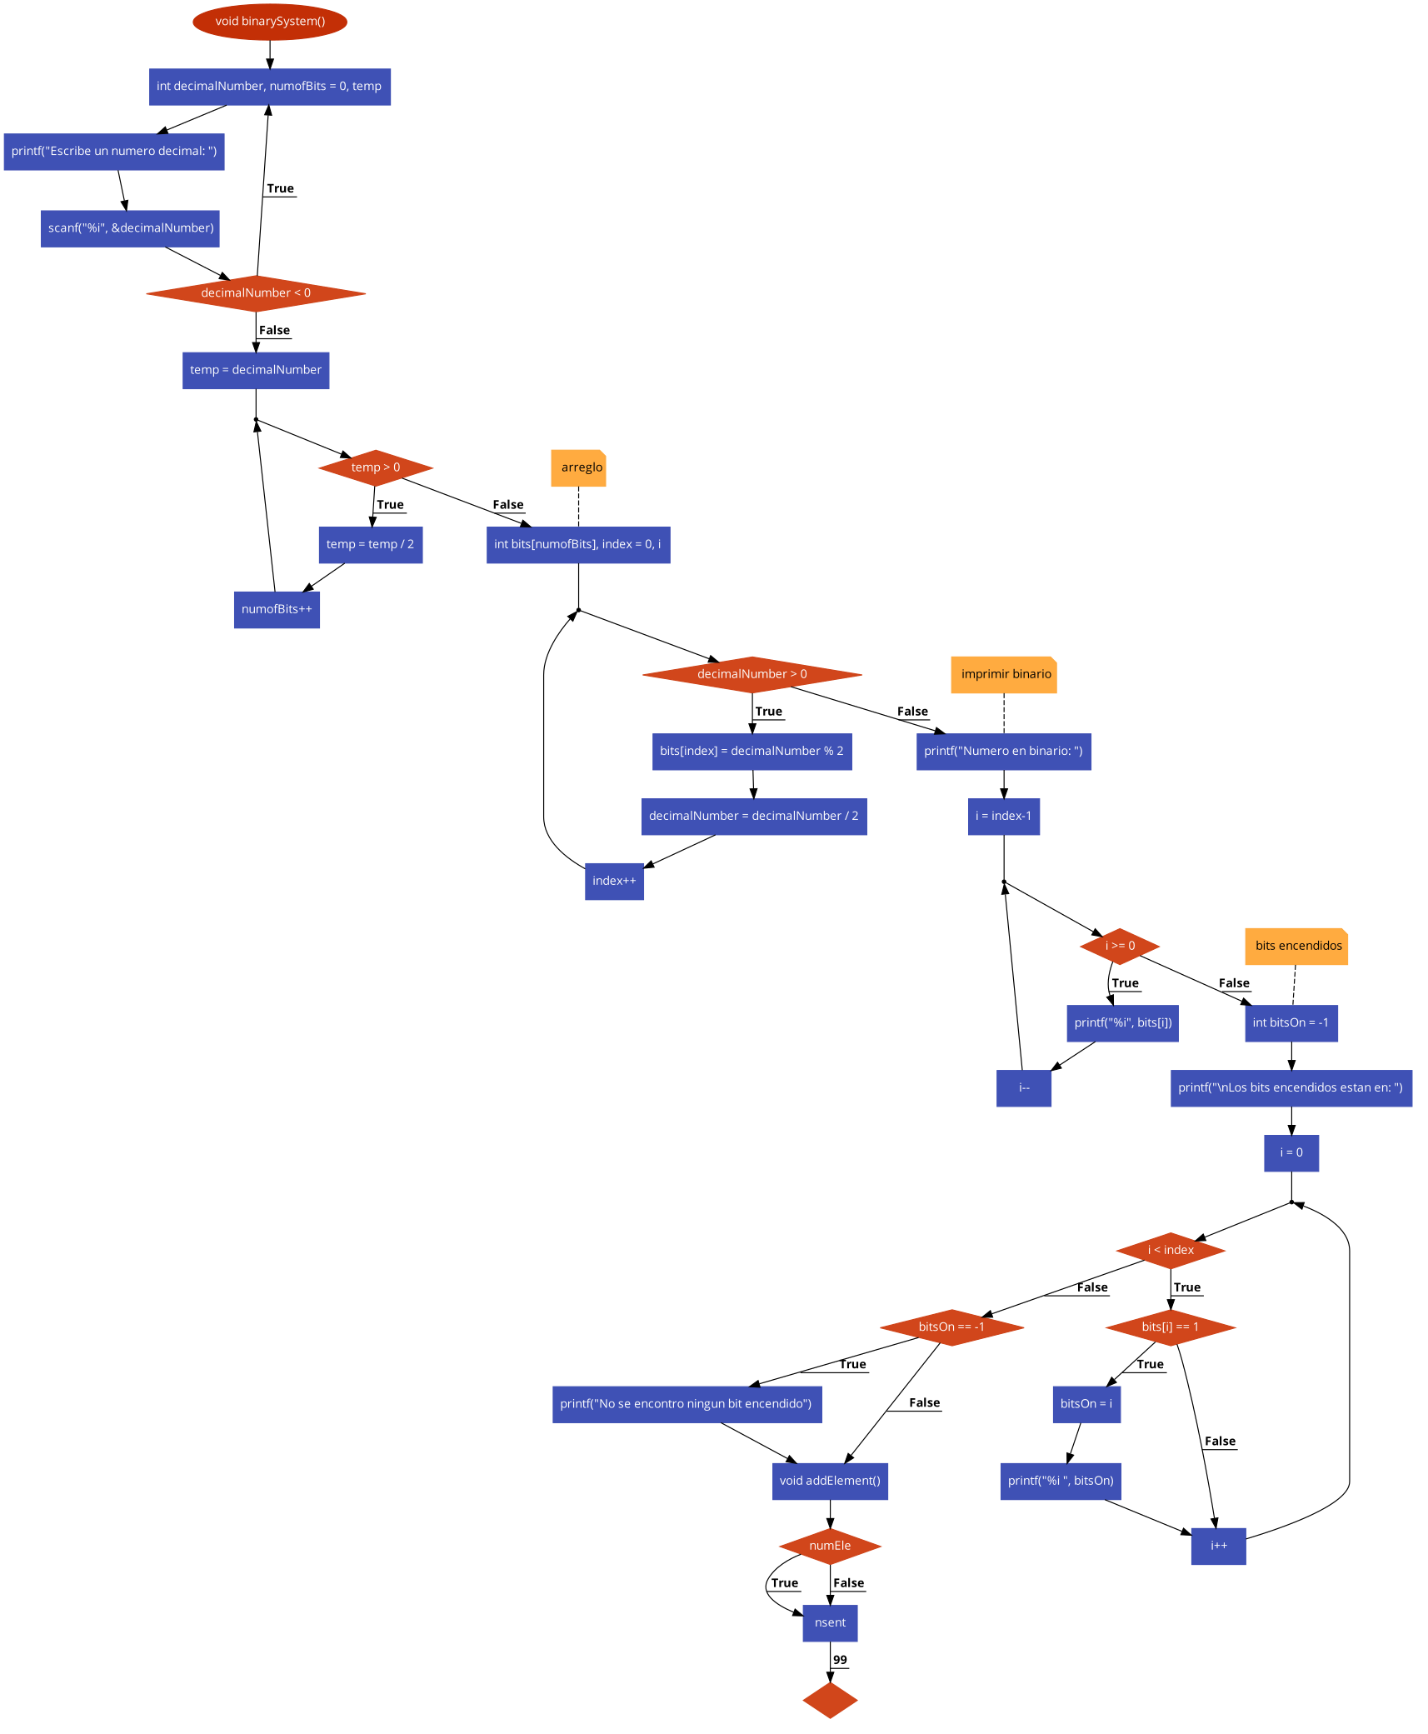 void binarySystem()
int decimalNumber, numofBits = 0, temp
printf("Escribe un numero decimal: ")
True
scanf("%i", &decimalNumber)
decimalNumber < 0
False
temp = decimalNumber
temp > 0
arreglo
True
False
temp = temp / 2
int bits[numofBits], index = 0, i
numofBits++
decimalNumber > 0
imprimir binario
True
False
bits[index] = decimalNumber % 2
printf("Numero en binario: ")
decimalNumber = decimalNumber / 2
i = index-1
index++
i >= 0
bits encendidos
True
False
printf("%i", bits[i])
int bitsOn = -1
i--
printf("\nLos bits encendidos estan en: ")
i = 0
i < index
False
True
bitsOn == -1
bits[i] == 1
True
True
printf("No se encontro ningun bit encendido")
False
bitsOn = i
False
void addElement()
printf("%i ", bitsOn)
numEle
i++
True
False
nsent
99